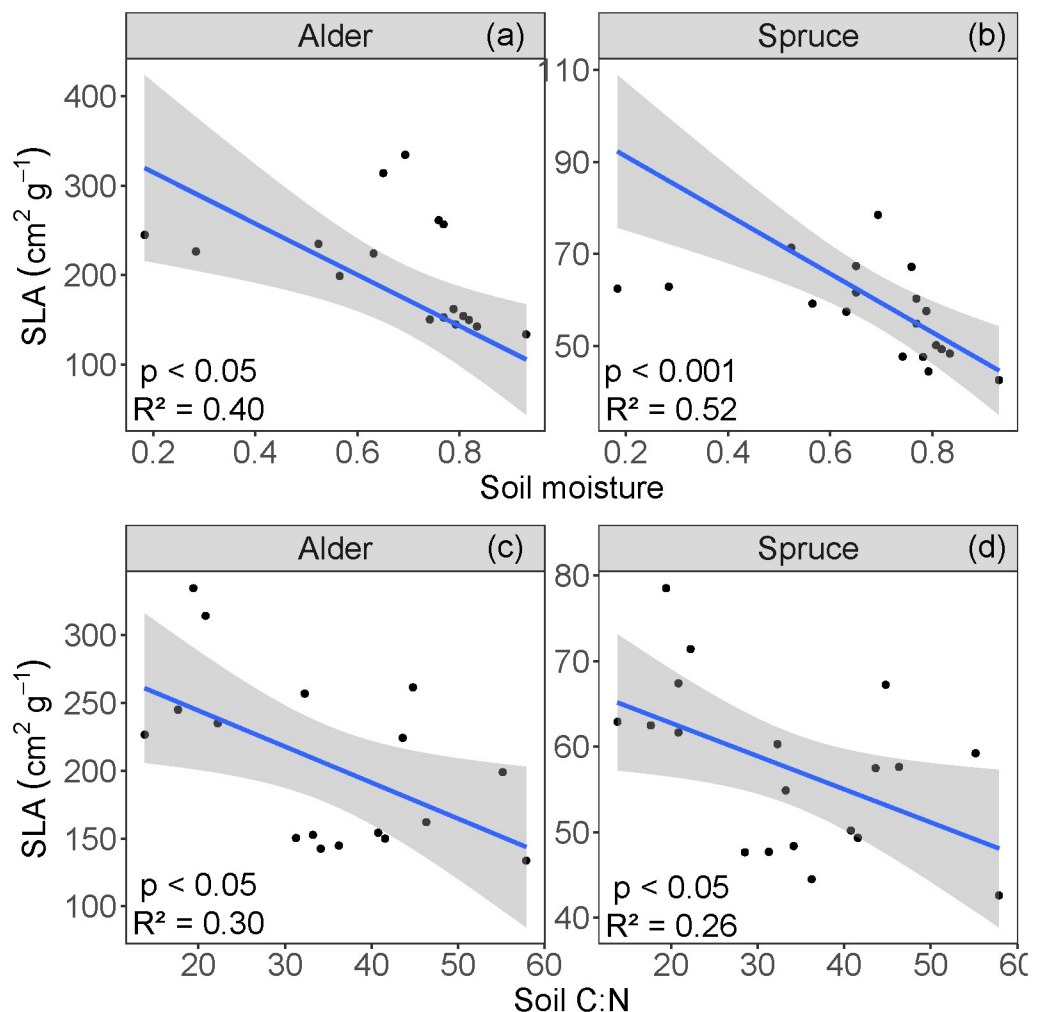 Alder (a)
Spruce (b)
SLA (cm² g⁻¹)
400
300
200
100
110
90
70
50
p < 0.05
R² = 0.40
p < 0.001
R² = 0.52
0.2 0.4 0.6 0.8
0.2 0.4 0.6 0.8
Soil moisture
Alder (c)
Spruce (d)
SLA (cm² g⁻¹)
300
250
200
150
100
80
70
60
50
40
p < 0.05
R² = 0.30
p < 0.05
R² = 0.26
20 30 40 50 60
20 30 40 50 60
Soil C:N